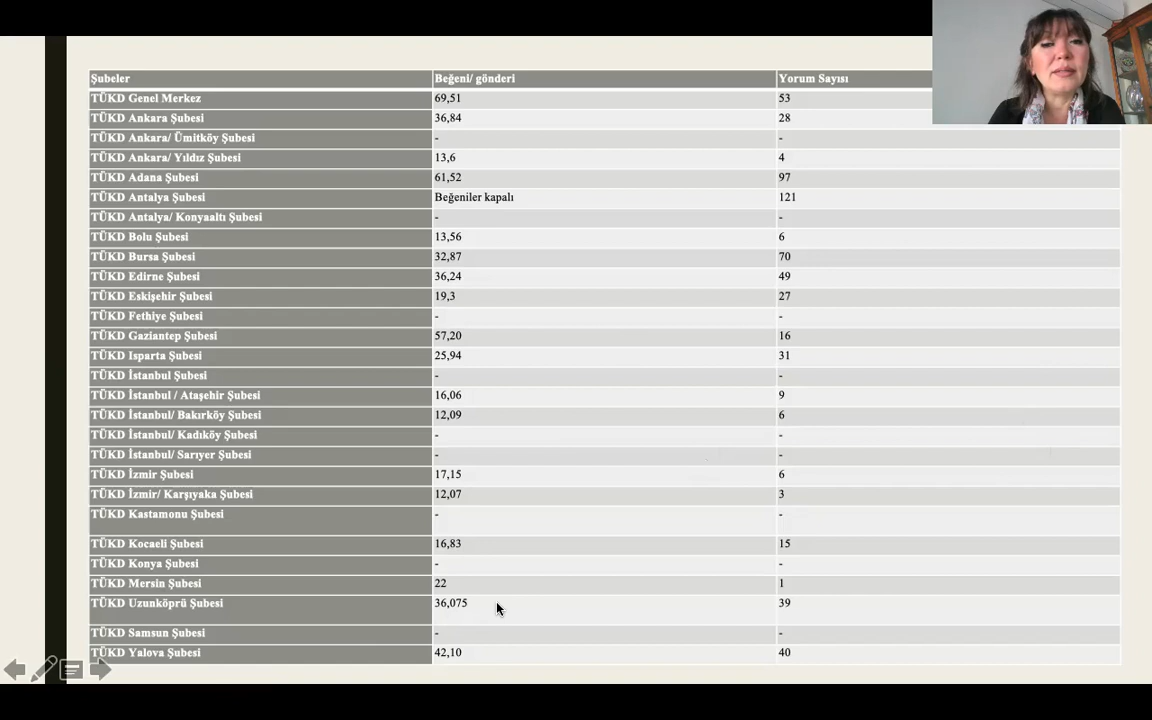 Şubeler Beğeni/ gönderi Yorum Sayısı
TÜKD Genel Merkez 69,51 53
TÜKD Ankara Şubesi 36,84 28
TÜKD Ankara/ Ümitköy Şubesi - -
TÜKD Ankara/ Yıldız Şubesi 13,6 4
TÜKD Adana Şubesi 61,52 97
TÜKD Antalya Şubesi Beğeniler kapalı 121
TÜKD Antalya/ Konyaaltı Şubesi - -
TÜKD Bolu Şubesi 13,56 6
TÜKD Bursa Şubesi 32,87 70
TÜKD Edirne Şubesi 36,24 49
TÜKD Eskişehir Şubesi 19,3 27
TÜKD Fethiye Şubesi - -
TÜKD Gaziantep Şubesi 57,20 16
TÜKD Isparta Şubesi 25,94 31
TÜKD İstanbul Şubesi - -
TÜKD İstanbul / Ataşehir Şubesi 16,06 9
TÜKD İstanbul/ Bakırköy Şubesi 12,09 6
TÜKD İstanbul/ Kadıköy Şubesi - -
TÜKD İstanbul/ Sarıyer Şubesi - -
TÜKD İzmir Şubesi 17,15 6
TÜKD İzmir/ Karşıyaka Şubesi 12,07 3
TÜKD Kastamonu Şubesi - -
TÜKD Kocaeli Şubesi 16,83 15
TÜKD Konya Şubesi - -
TÜKD Mersin Şubesi 22 1
TÜKD Uzunköprü Şubesi 36,075 39
TÜKD Samsun Şubesi - -
TÜKD Yalova Şubesi 42,10 40